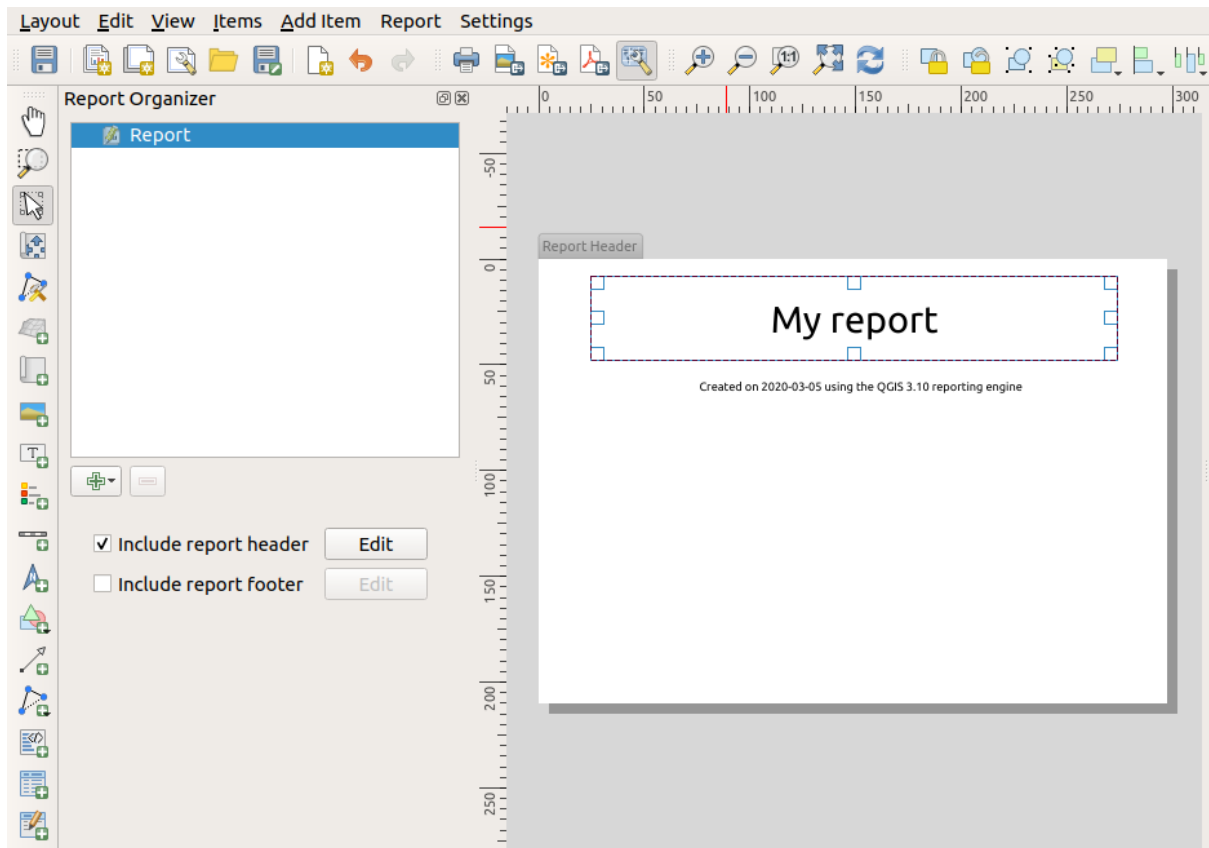 Layout Edit View Items Add Item Report Settings
1:1
Report Organizer
0 50 100 150 200 250 300
Report
-50
Report Header
0
My report
50
Created on 2020-03-05 using the QGIS 3.10 reporting engine
T
100
Include report header Edit
Include report footer Edit
150
200
250